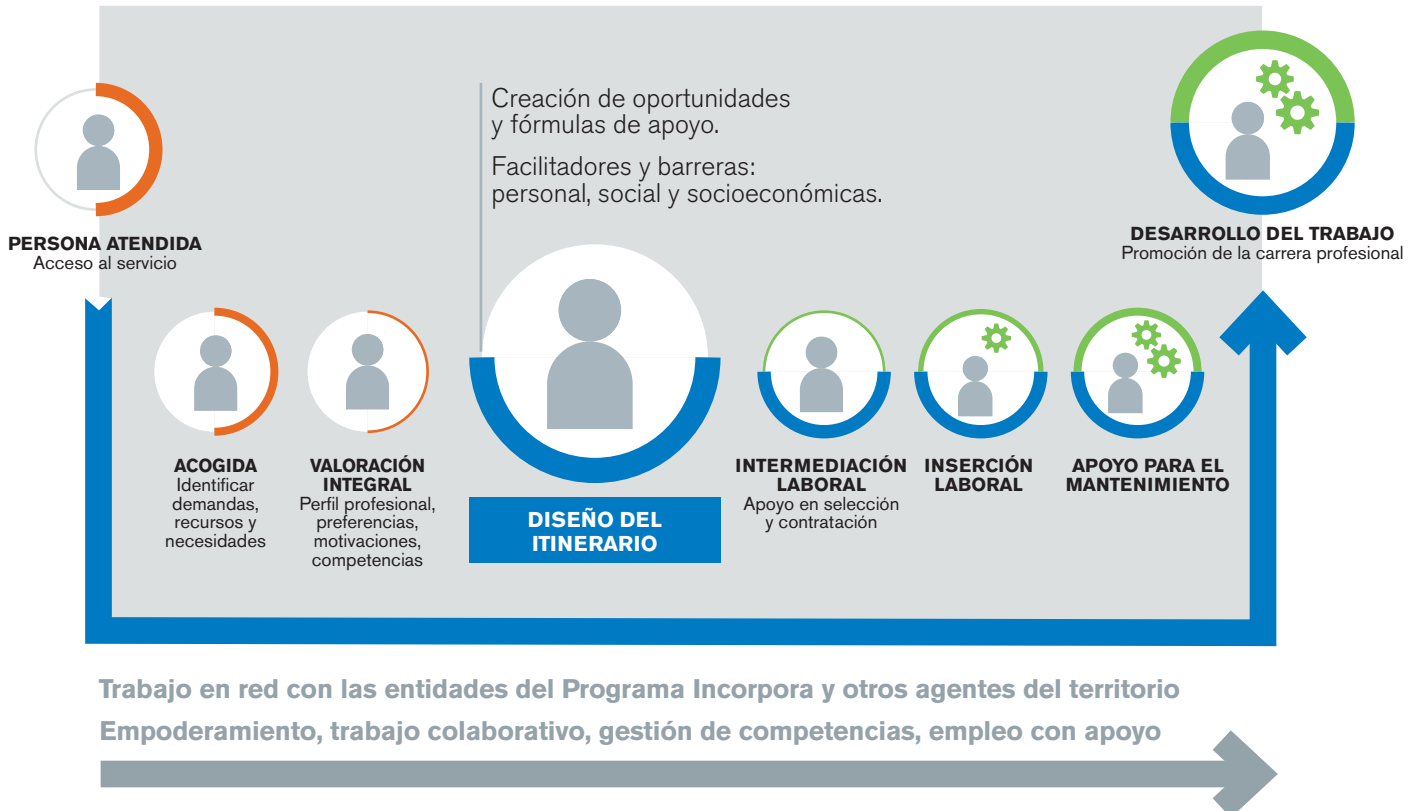 Creación de oportunidades
y fórmulas de apoyo.
Facilitadores y barreras:
personal, social y socioeconómicas.
PERSONA ATENDIDA
Acceso al servicio
DESARROLLO DEL TRABAJO
Promoción de la carrera profesional
ACOGIDA
Identificar
demandas,
recursos y
necesidades
VALORACIÓN
INTEGRAL
Perfil profesional,
preferencias,
motivaciones,
competencias
DISEÑO DEL
ITINERARIO
INTERMEDIACIÓN
LABORAL
Apoyo en selección
y contratación
INSERCIÓN
LABORAL
APOYO PARA EL
MANTENIMIENTO
Trabajo en red con las entidades del Programa Incorpora y otros agentes del territorio
Empoderamiento, trabajo colaborativo, gestión de competencias, empleo con apoyo